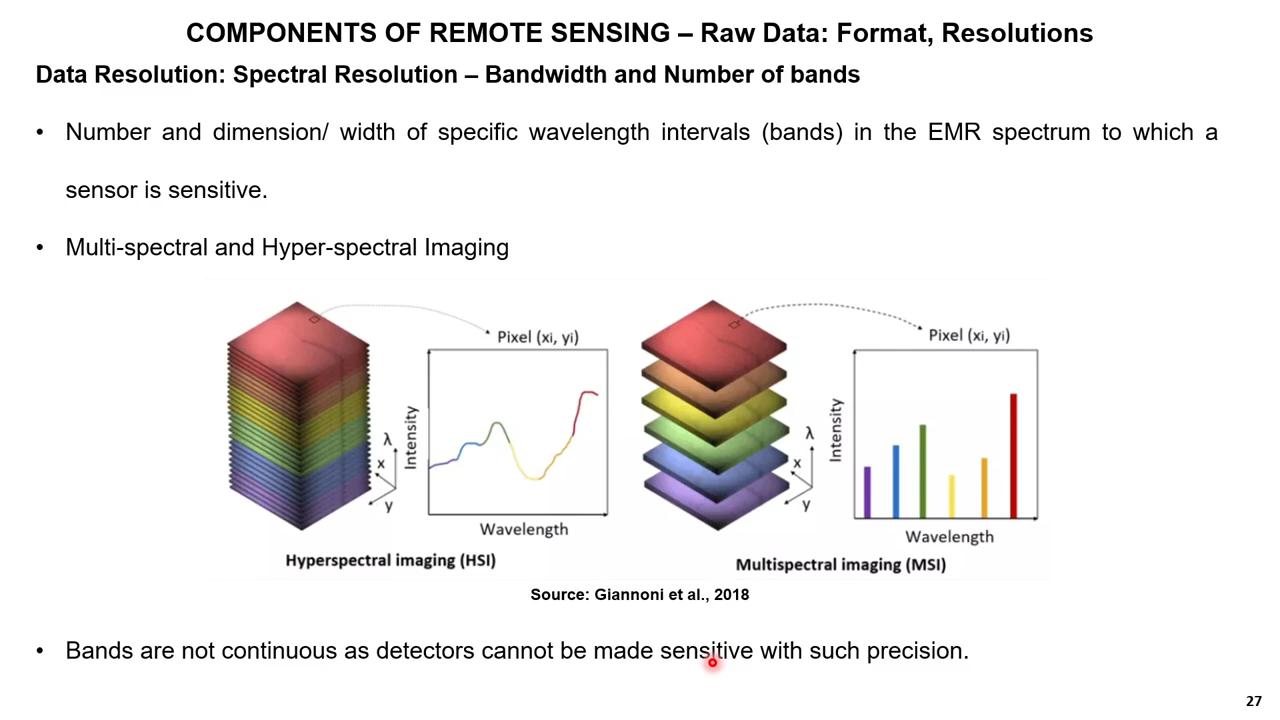 COMPONENTS OF REMOTE SENSING – Raw Data: Format, Resolutions
Data Resolution: Spectral Resolution – Bandwidth and Number of bands
• Number and dimension/ width of specific wavelength intervals (bands) in the EMR spectrum to which a
sensor is sensitive.
• Multi-spectral and Hyper-spectral Imaging
Pixel (xi, yi)
Intensity
λ
x
y
Wavelength
Hyperspectral imaging (HSI)
Pixel (xi, yi)
Intensity
λ
x
y
Wavelength
Multispectral imaging (MSI)
Source: Giannoni et al., 2018
• Bands are not continuous as detectors cannot be made sensitive with such precision.
27